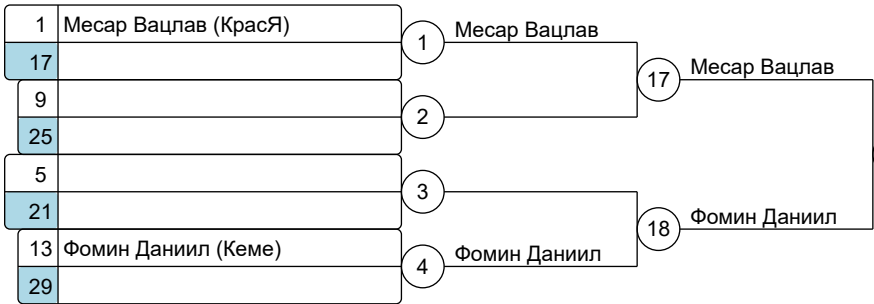 1 Месар Вацлав (КрасЯ)
17
9
25
5
21
13 Фомин Даниил (Кеме)
29
1 Месар Вацлав
2
3
4 Фомин Даниил
17 Месар Вацлав
18 Фомин Даниил